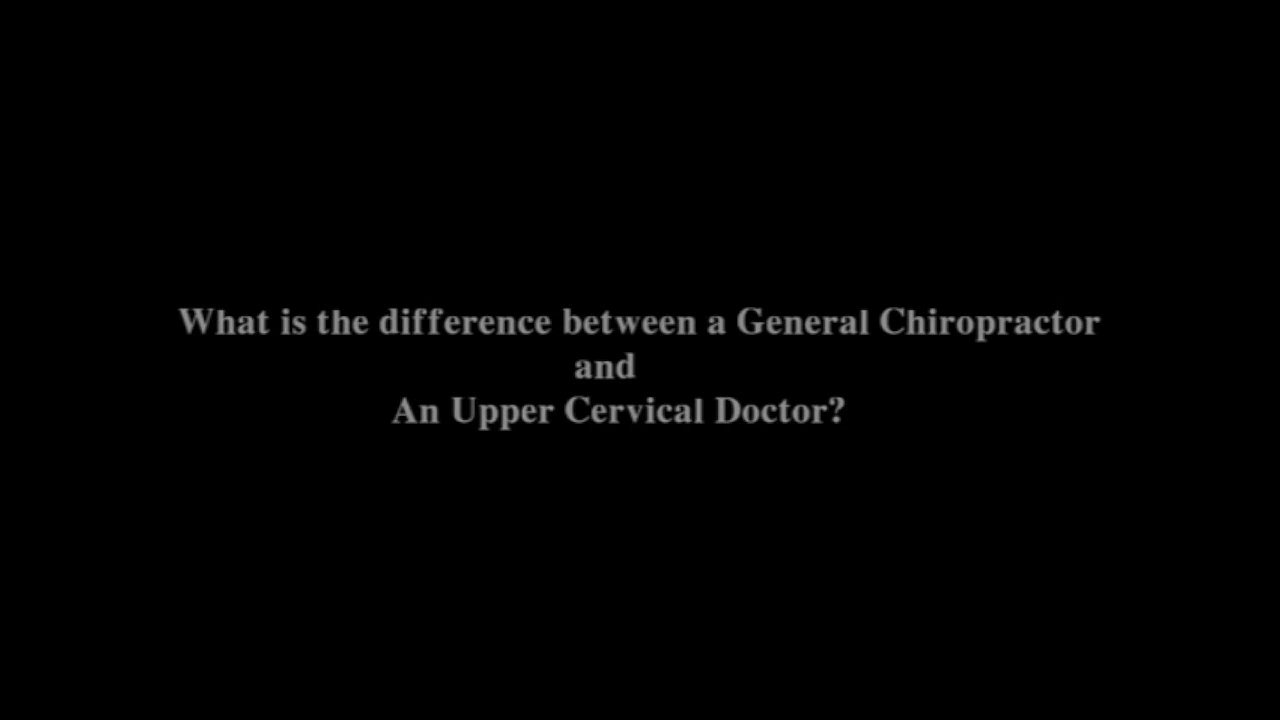 What is the difference between a General Chiropractor
and
An Upper Cervical Doctor?